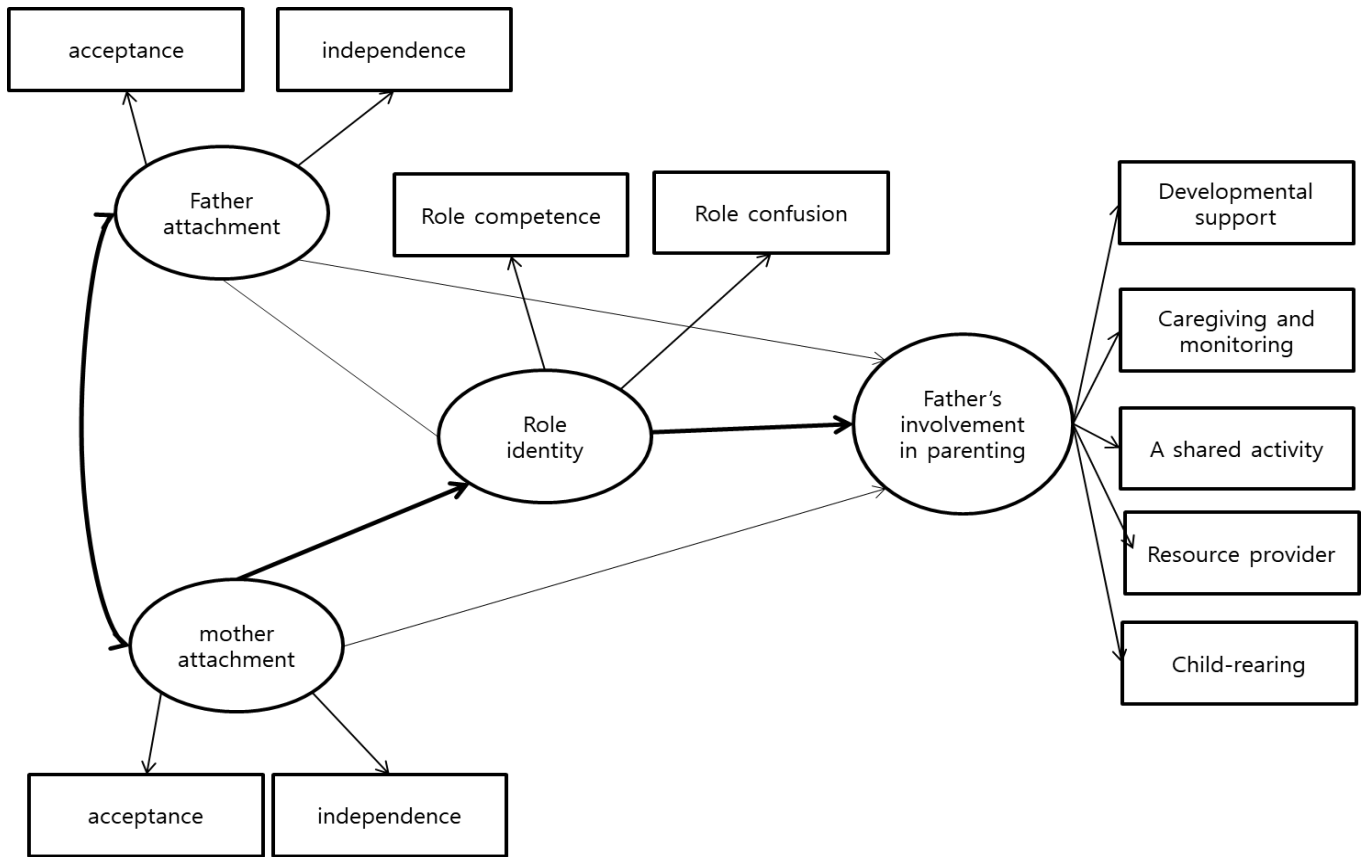 acceptance
independence
Father
attachment
Role competence
Role confusion
Developmental
support
Caregiving and
monitoring
Father’s
involvement
in parenting
Role
identity
A shared activity
Resource provider
mother
attachment
Child-rearing
acceptance
independence